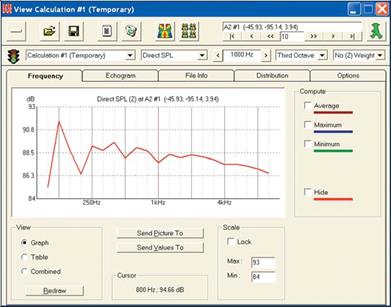 View Calculation #1 (Temporary)
A2 #1 (-45.93, -95.14, 3.94)
10
Calculation #1 (Temporary)
Direct SPL
1000 Hz
Third Octave
No (Z) Weight
Frequency
Echogram
File Info
Distribution
Options
dB
Direct SPL (Z) at A2 #1 (-45.93, -95.14, 3.94)
93
90.8
88.5
86.3
84
250Hz
1kHz
4kHz
Compute
Average
Maximum
Minimum
Hide
View
Graph
Table
Combined
Redraw
Send Picture To
Send Values To
Cursor
800 Hz ; 94.66 dB
Scale
Lock
Max :
93
Min :
84